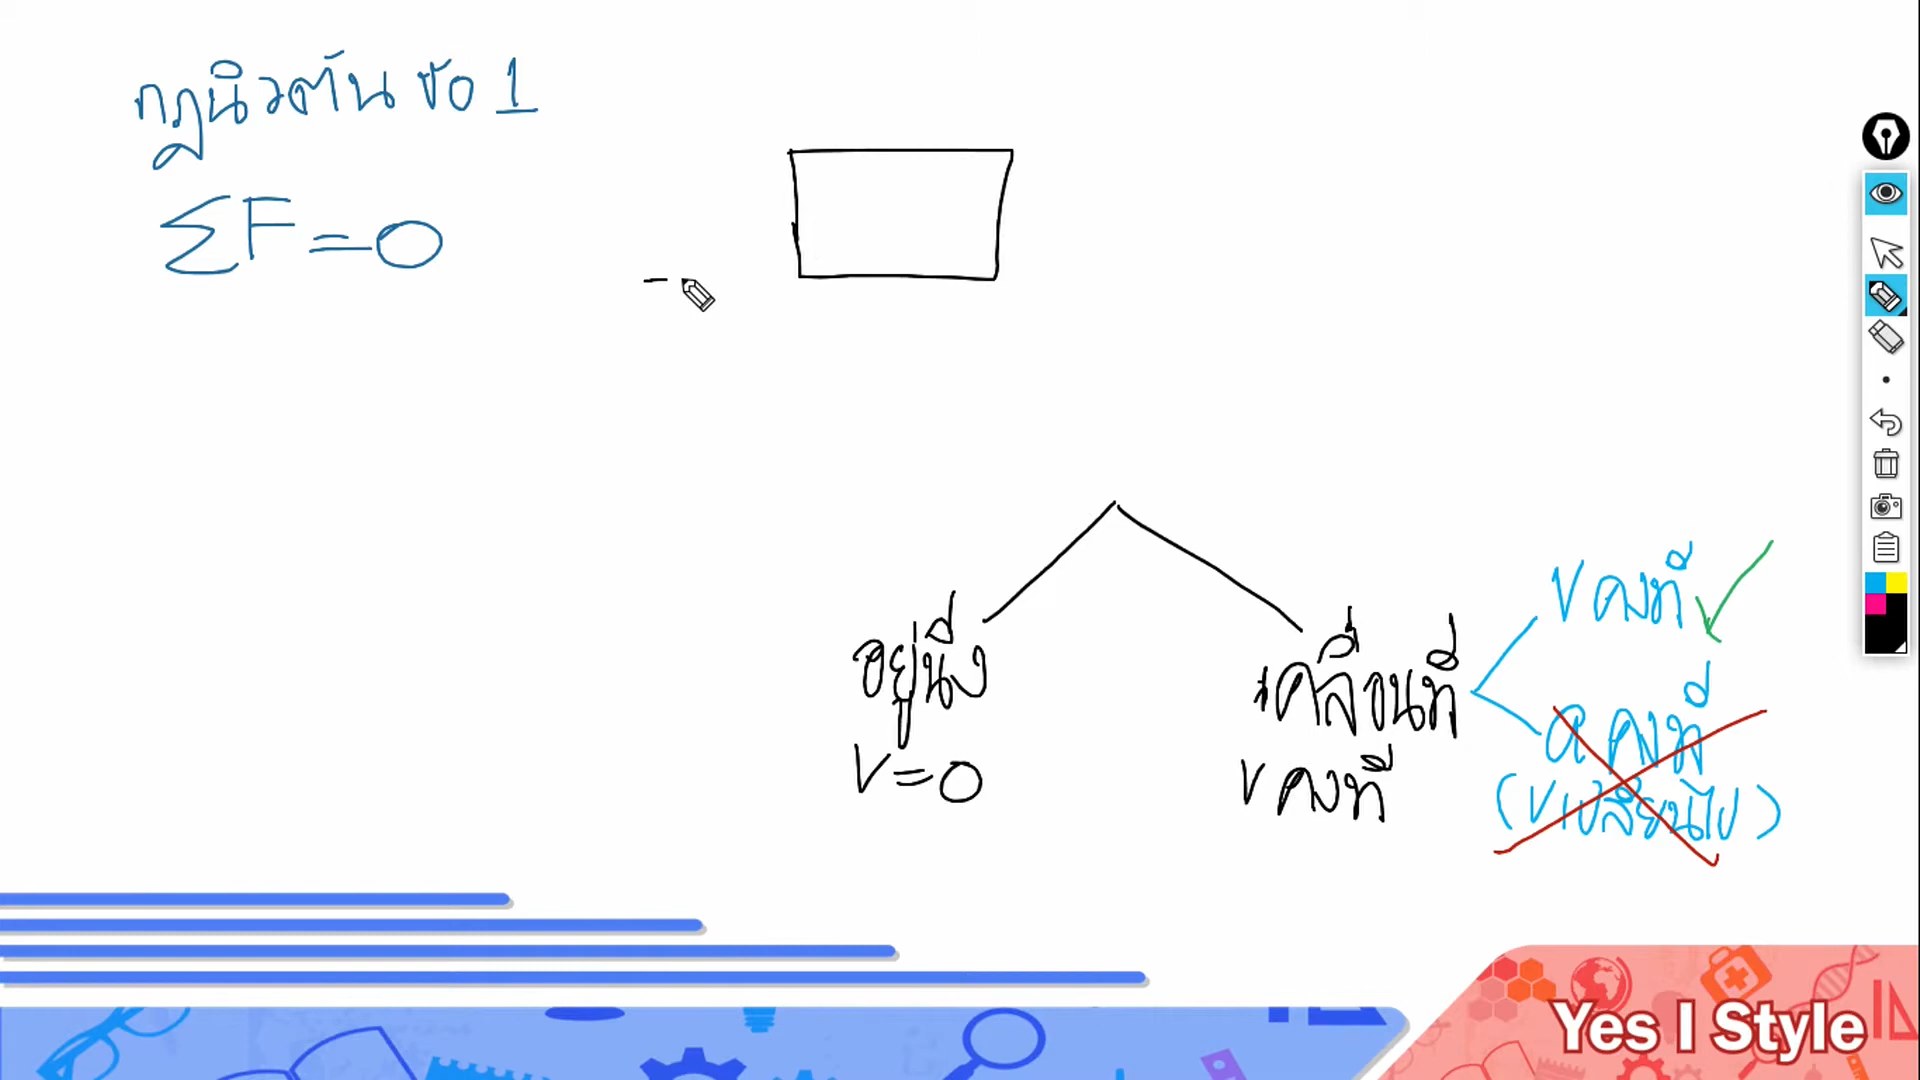 กฎนิวตัน ข้อ 1
ΣF = 0
อยู่นิ่ง
v = 0
เคลื่อนที่
v คงที่
v คงที่
a คงที่
(v เปลี่ยนไป)
Yes I Style